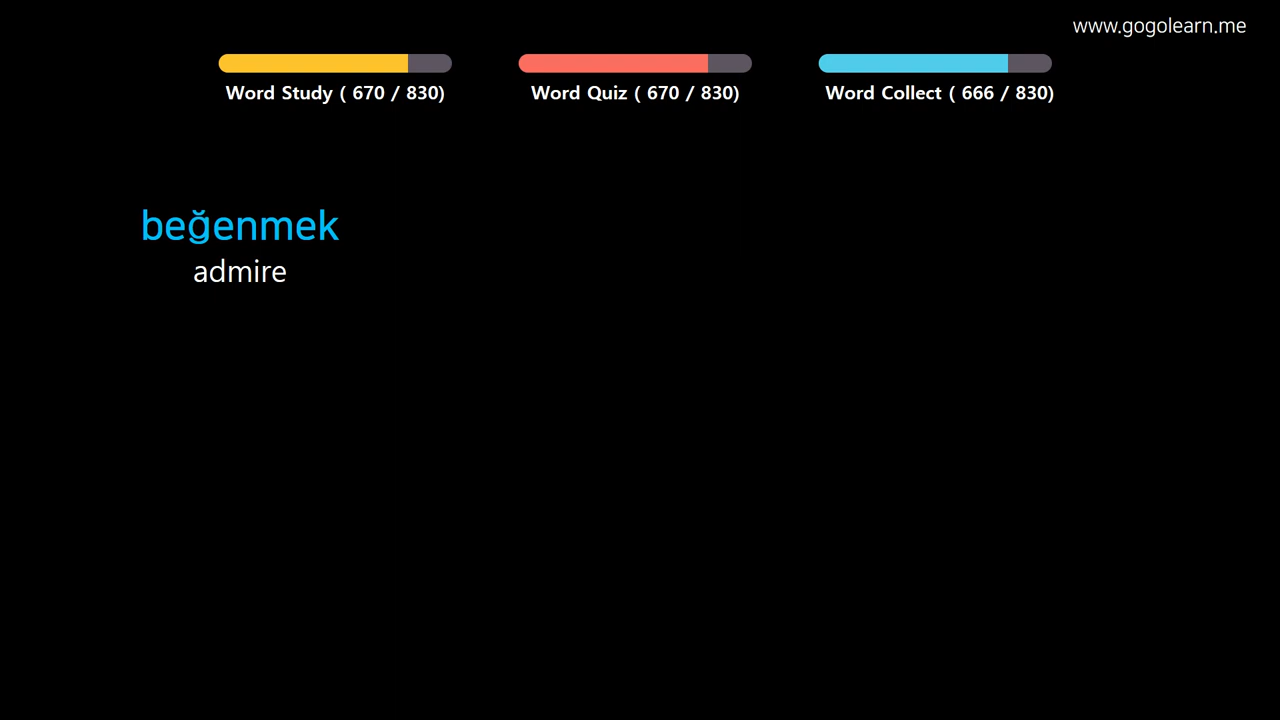 www.gogolearn.me
Word Study ( 670 / 830)
Word Quiz ( 670 / 830)
Word Collect ( 666 / 830)
beğenmek
admire